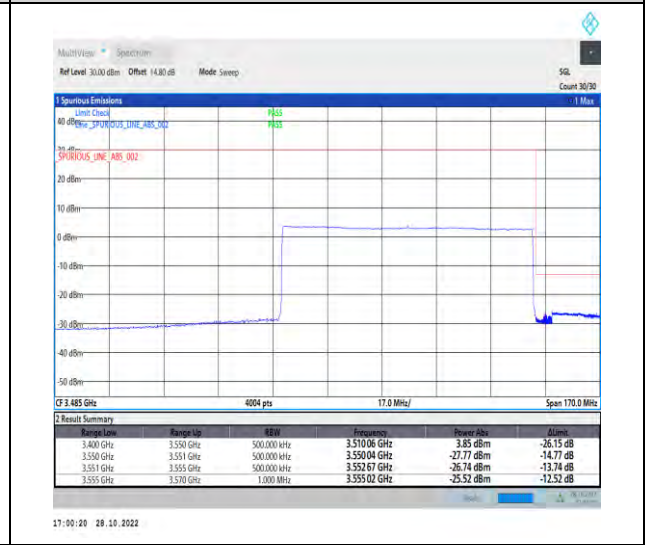 MultiView Spectrum
Ref Level 30.00 dBm Offset 14.80 dB Mode Sweep SGL
Count 30/30
1 Spurious Emissions 1 Max
Limit Check PASS
40 dBm Line _SPURIOUS_LINE_ABS_002 PASS
_SPURIOUS_LINE_ABS_002
20 dBm
10 dBm
0 dBm
-10 dBm
-20 dBm
-30 dBm
-40 dBm
-50 dBm
CF 3.485 GHz 4004 pts 17.0 MHz/ Span 170.0 MHz
2 Result Summary
Range Low Range Up RBW Frequency Power Abs ΔLimit
3.400 GHz 3.550 GHz 500.000 kHz 3.51006 GHz 3.85 dBm -26.15 dB
3.550 GHz 3.551 GHz 500.000 kHz 3.55004 GHz -27.77 dBm -14.77 dB
3.551 GHz 3.555 GHz 500.000 kHz 3.55267 GHz -26.74 dBm -13.74 dB
3.555 GHz 3.570 GHz 1.000 MHz 3.55502 GHz -25.52 dBm -12.52 dB
17:00:20 28.10.2022